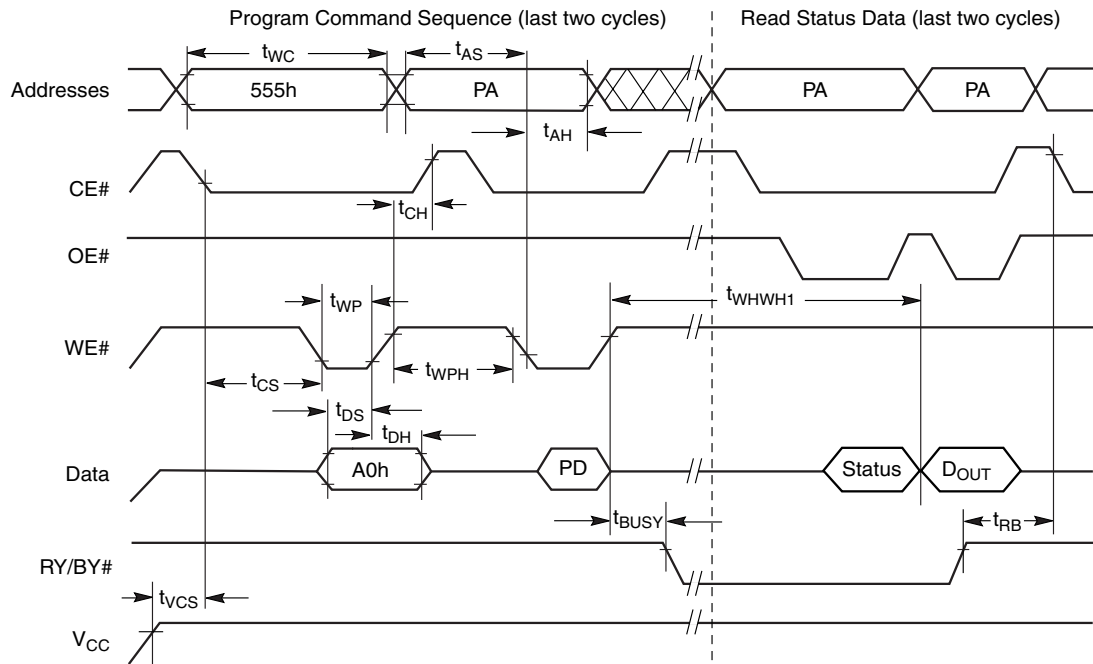 Program Command Sequence (last two cycles)
Read Status Data (last two cycles)
tWC
tAS
Addresses
555h
PA
PA
PA
tAH
CE#
tCH
OE#
tWP
tWHWH1
WE#
tCS
tWPH
tDS
tDH
Data
A0h
PD
Status
DOUT
tBUSY
tRB
RY/BY#
tVCS
VCC